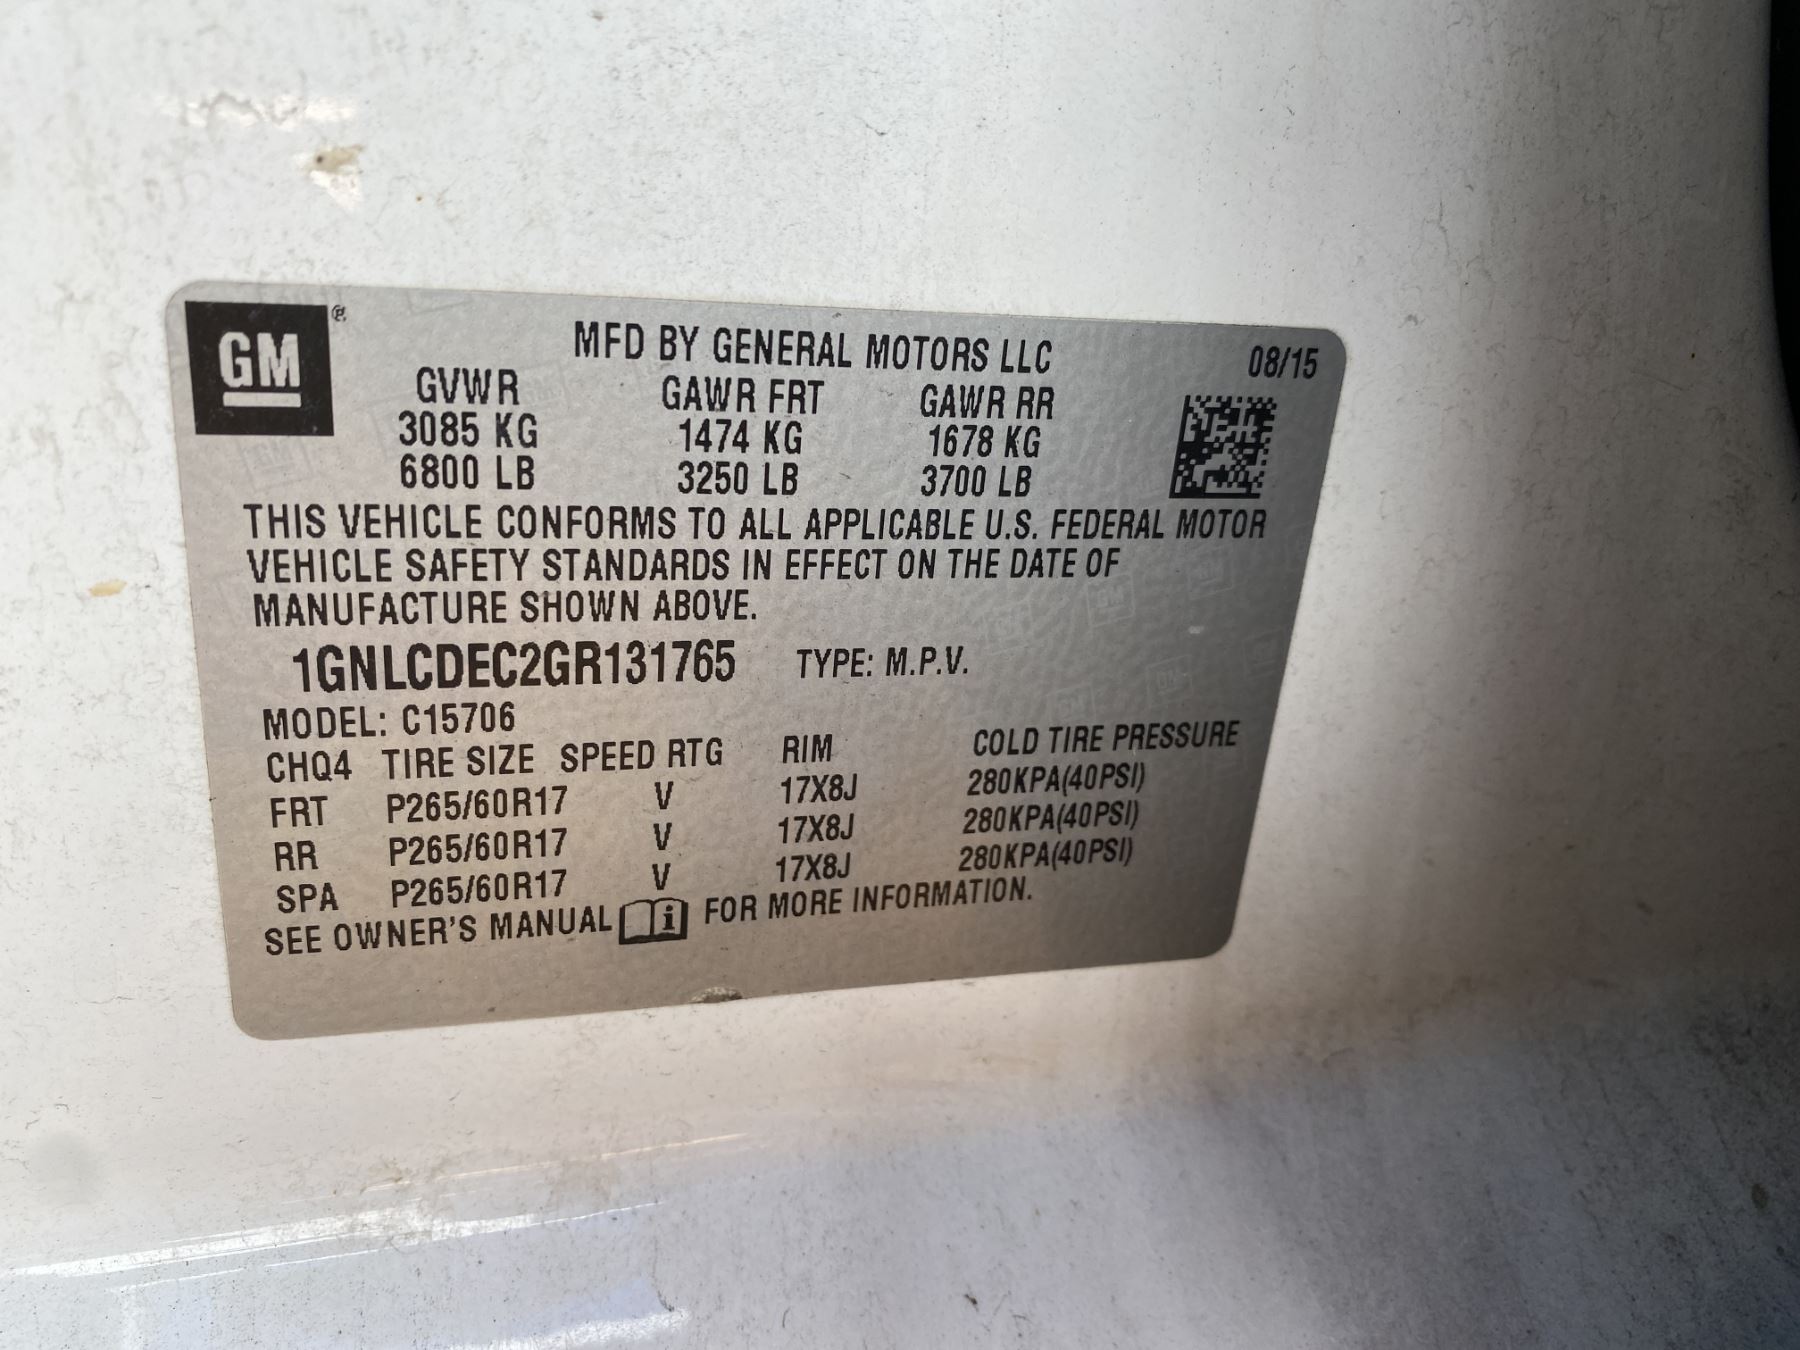 GM®
MFD BY GENERAL MOTORS LLC 08/15
GVWR GAWR FRT GAWR RR
3085 KG 1474 KG 1678 KG
6800 LB 3250 LB 3700 LB
THIS VEHICLE CONFORMS TO ALL APPLICABLE U.S. FEDERAL MOTOR
VEHICLE SAFETY STANDARDS IN EFFECT ON THE DATE OF
MANUFACTURE SHOWN ABOVE.
1GNLCDEC2GR131765 TYPE: M.P.V.
MODEL: C15706
CHQ4 TIRE SIZE SPEED RTG RIM COLD TIRE PRESSURE
FRT P265/60R17 V 17X8J 280KPA(40PSI)
RR P265/60R17 V 17X8J 280KPA(40PSI)
SPA P265/60R17 V 17X8J 280KPA(40PSI)
SEE OWNER'S MANUAL i FOR MORE INFORMATION.